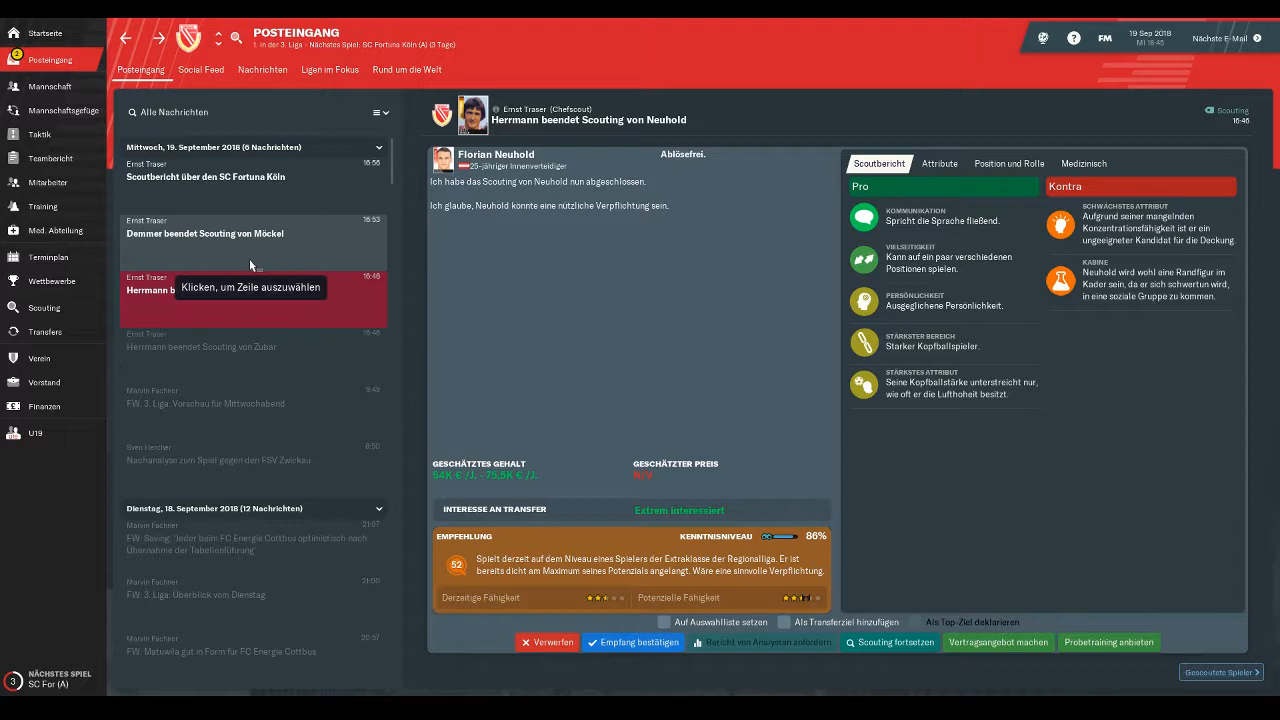 Startseite
2
Posteingang
Mannschaft
Mannschaftsgefüge
Taktik
Teambericht
Mitarbeiter
Training
Med. Abteilung
Terminplan
Wettbewerbe
Scouting
Transfers
Verein
Vorstand
Finanzen
U19
U19
3
NÄCHSTES SPIEL
SC For (A)
POSTEINGANG
1. in der 3. Liga - Nächstes Spiel: SC Fortuna Köln (A) (3 Tage)
?
FM
19 Sep 2018
MI 16:45
Nächste E-Mail
Posteingang
Social Feed
Nachrichten
Ligen im Fokus
Rund um die Welt
Alle Nachrichten
Mittwoch, 19. September 2018 (6 Nachrichten)
Ernst Traser
16:56
Scoutbericht über den SC Fortuna Köln
Ernst Traser
16:53
Demmer beendet Scouting von Möckel
Ernst Traser
16:46
Herrmann b
Klicken, um Zeile auszuwählen
Ernst Traser
16:46
Herrmann beendet Scouting von Zubar
Marvin Fachner
9:49
FW: 3. Liga: Vorschau für Mittwochabend
Sven Hercher
8:50
Nachanalyse zum Spiel gegen den FSV Zwickau
Dienstag, 18. September 2018 (12 Nachrichten)
Marvin Fachner
21:07
FW: Saving: 'Jeder beim FC Energie Cottbus optimistisch nach
Übernahme der Tabellenführung'
Marvin Fachner
21:00
FW: 3. Liga: Überblick vom Dienstag
Marvin Fachner
20:57
FW: Matuwila gut in Form für FC Energie Cottbus
Ernst Traser (Chefscout)
Herrmann beendet Scouting von Neuhold
Scouting
16:46
Florian Neuhold
25-jähriger Innenverteidiger
Ablösefrei.
Ich habe das Scouting von Neuhold nun abgeschlossen.
Ich glaube, Neuhold könnte eine nützliche Verpflichtung sein.
GESCHÄTZTES GEHALT
54K € /J. - 75,5K € /J.
GESCHÄTZTER PREIS
N/V
INTERESSE AN TRANSFER
Extrem interessiert
EMPFEHLUNG
KENNTNISNIVEAU
86%
52
Spielt derzeit auf dem Niveau eines Spielers der Extraklasse der Regionalliga. Er ist
bereits dicht am Maximum seines Potenzials angelangt. Wäre eine sinnvolle Verpflichtung.
Derzeitige Fähigkeit
Potenzielle Fähigkeit
Scoutbericht
Attribute
Position und Rolle
Medizinisch
Pro
KOMMUNIKATION
Spricht die Sprache fließend.
VIELSEITIGKEIT
Kann auf ein paar verschiedenen
Positionen spielen.
PERSÖNLICHKEIT
Ausgeglichene Persönlichkeit.
STÄRKSTER BEREICH
Starker Kopfballspieler.
STÄRKSTES ATTRIBUT
Seine Kopfballstärke unterstreicht nur,
wie oft er die Lufthoheit besitzt.
Kontra
SCHWÄCHSTES ATTRIBUT
Aufgrund seiner mangelnden
Konzentrationsfähigkeit ist er ein
ungeeigneter Kandidat für die Deckung.
KABINE
Neuhold wird wohl eine Randfigur im
Kader sein, da er sich schwertun wird,
in eine soziale Gruppe zu kommen.
Auf Auswahlliste setzen
Als Transferziel hinzufügen
Als Top-Ziel deklarieren
Verwerfen
Empfang bestätigen
Bericht von Analysten anfordern
Scouting fortsetzen
Vertragsangebot machen
Probetraining anbieten
Gescoutete Spieler